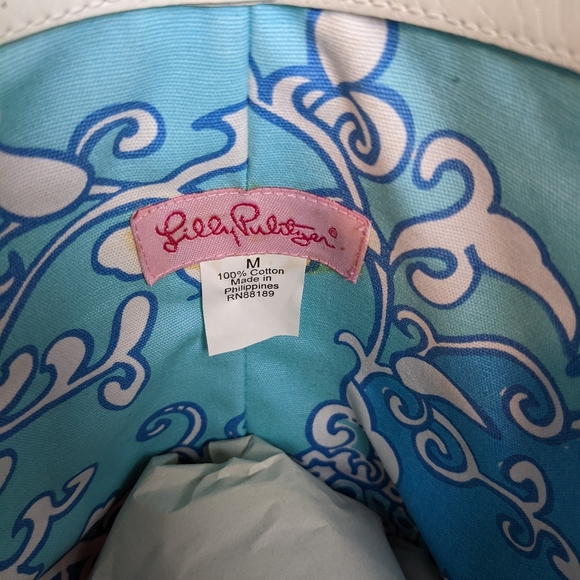 Lilly Pulitzer®
M
100% Cotton
Made in
Philippines
RN88189